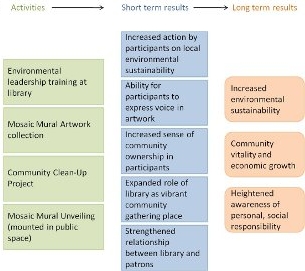 Activities
Short term results
Long term results
Environmental
leadership training at
library
Mosaic Mural Artwork
collection
Community Clean-Up
Project
Mosaic Mural Unveiling
(mounted in public
space)
Increased action by
participants on local
environmental
sustainability
Ability for
participants to
express voice in
artwork
Increased sense of
community
ownership in
participants
Expanded role of
library as vibrant
community
gathering place
Strengthened
relationship
between library and
patrons
Increased
environmental
sustainability
Community
vitality and
economic growth
Heightened
awareness of
personal, social
responsibility